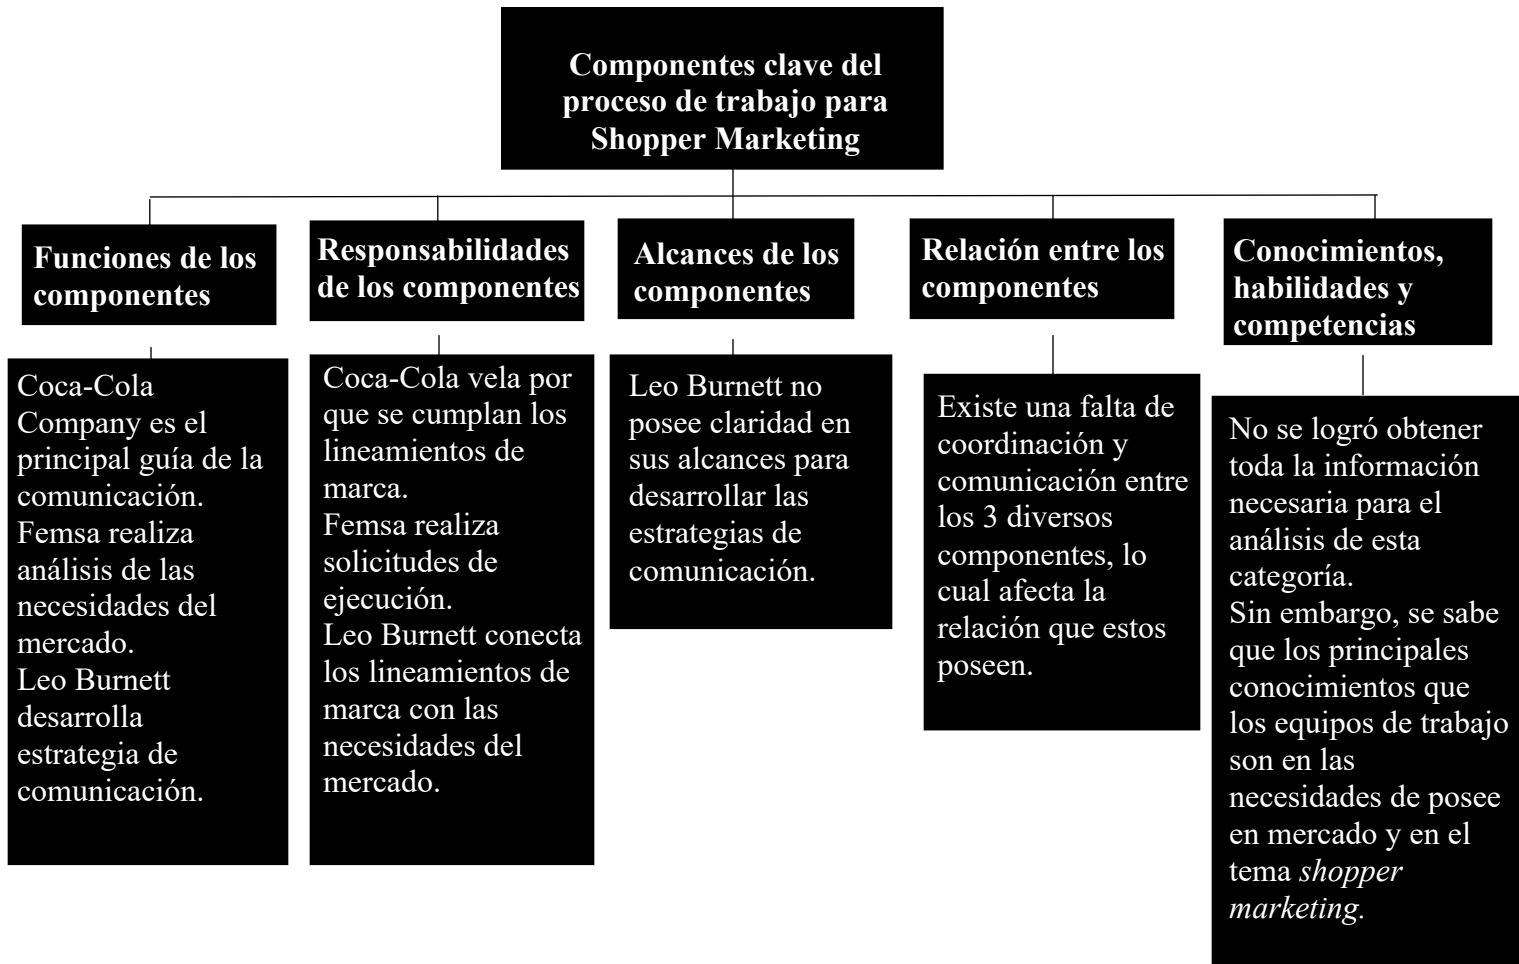 Componentes clave del
proceso de trabajo para
Shopper Marketing
Funciones de los
componentes
Coca-Cola
Company es el
principal guía de la
comunicación.
Femsa realiza
análisis de las
necesidades del
mercado.
Leo Burnett
desarrolla
estrategia de
comunicación.
Responsabilidades
de los componentes
Coca-Cola vela por
que se cumplan los
lineamientos de
marca.
Femsa realiza
solicitudes de
ejecución.
Leo Burnett conecta
los lineamientos de
marca con las
necesidades del
mercado.
Alcances de los
componentes
Leo Burnett no
posee claridad en
sus alcances para
desarrollar las
estrategias de
comunicación.
Relación entre los
componentes
Existe una falta de
coordinación y
comunicación entre
los 3 diversos
componentes, lo
cual afecta la
relación que estos
poseen.
Conocimientos,
habilidades y
competencias
No se logró obtener
toda la información
necesaria para el
análisis de esta
categoría.
Sin embargo, se sabe
que los principales
conocimientos que
los equipos de trabajo
son en las
necesidades de posee
en mercado y en el
tema shopper
marketing.